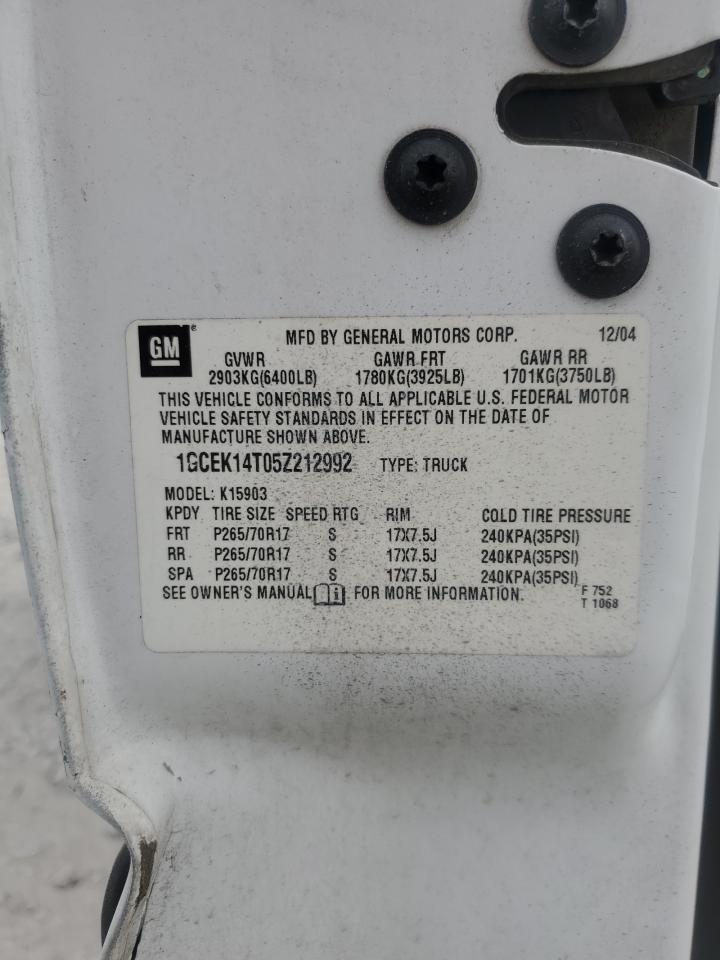 GM ® MFD BY GENERAL MOTORS CORP. 12/04
GVWR GAWR FRT GAWR RR
2903KG(6400LB) 1780KG(3925LB) 1701KG(3750LB)
THIS VEHICLE CONFORMS TO ALL APPLICABLE U.S. FEDERAL MOTOR
VEHICLE SAFETY STANDARDS IN EFFECT ON THE DATE OF
MANUFACTURE SHOWN ABOVE.
1GCEK14T05Z212992 TYPE: TRUCK
MODEL: K15903
KPDY TIRE SIZE SPEED RTG RIM COLD TIRE PRESSURE
FRT P265/70R17 S 17X7.5J 240KPA(35PSI)
RR P265/70R17 S 17X7.5J 240KPA(35PSI)
SPA P265/70R17 S 17X7.5J 240KPA(35PSI)
SEE OWNER'S MANUAL i FOR MORE INFORMATION. F 752
T 1068